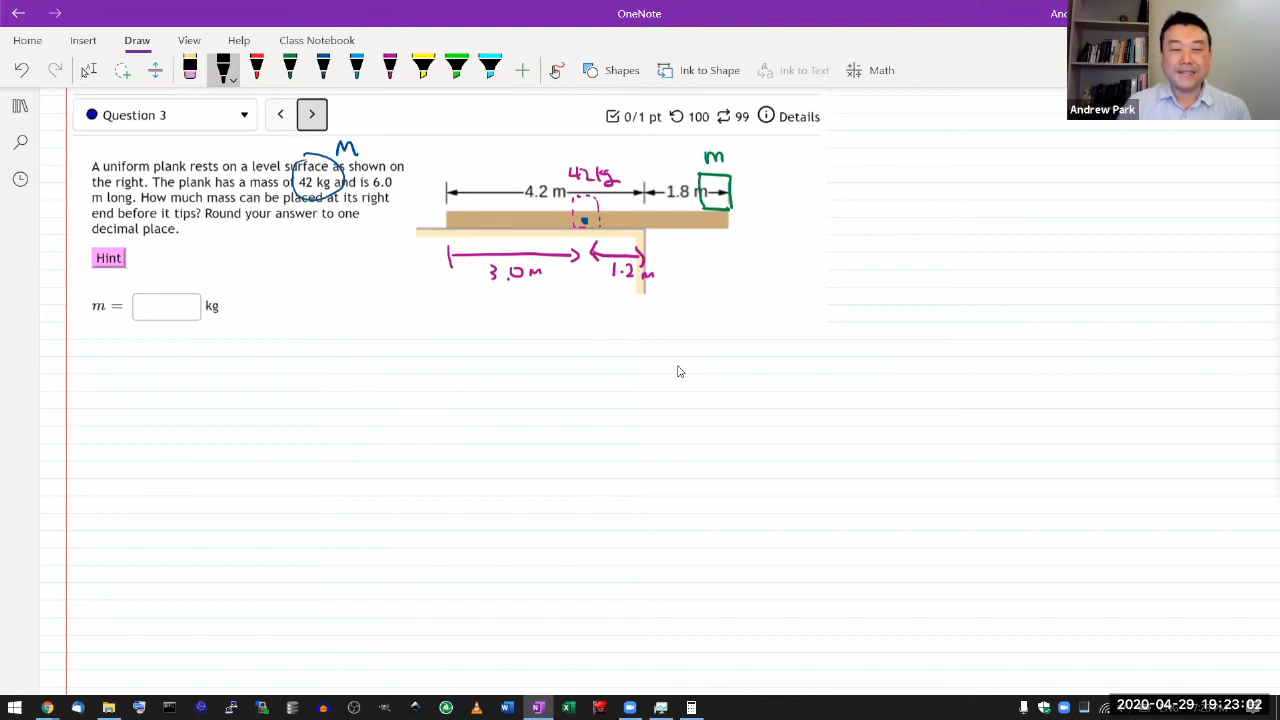 OneNote
An
Home
Insert
Draw
View
Help
Class Notebook
Shapes
Ink to Shape
Ink to Text
Math
Andrew Park
Question 3
0/1 pt
100
99
Details
A uniform plank rests on a level surface as shown on
the right. The plank has a mass of 42 kg and is 6.0
m long. How much mass can be placed at its right
end before it tips? Round your answer to one
decimal place.
M
Hint
m =
kg
42kg
m
4.2 m
1.8 m
3.0m
1.2 m
2020-04-29 19:23:02